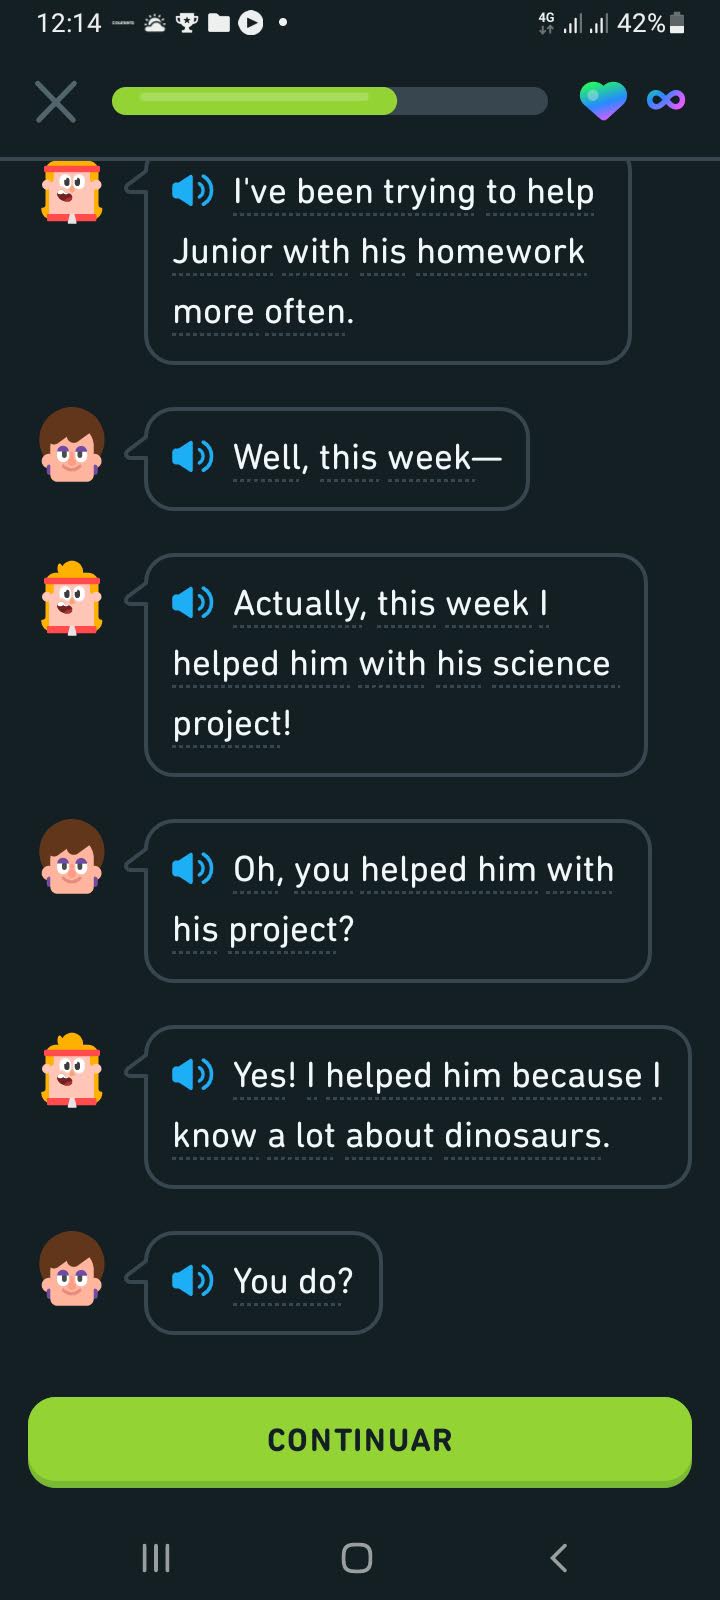 12:14
4G
42%
I've been trying to help
Junior with his homework
more often.
Well, this week—
Actually, this week I
helped him with his science
project!
Oh, you helped him with
his project?
Yes! I helped him because I
know a lot about dinosaurs.
You do?
CONTINUAR